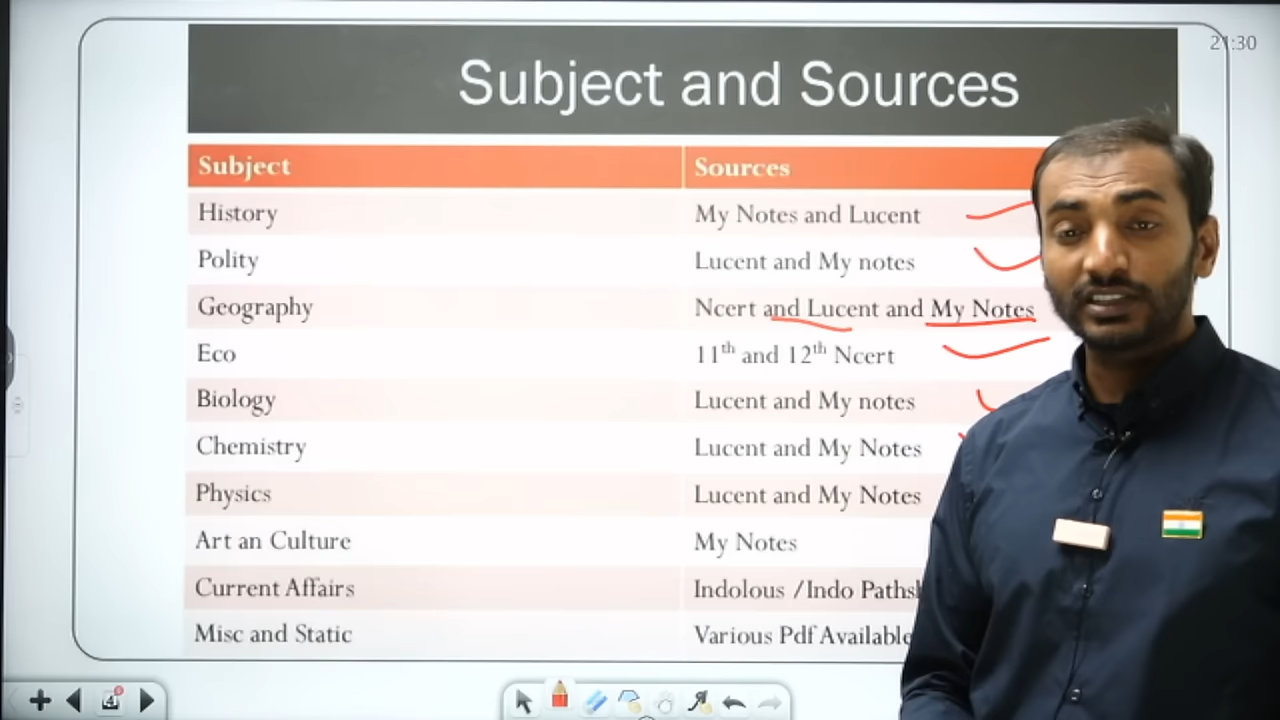 21:30
Subject and Sources
Subject Sources
History My Notes and Lucent
Polity Lucent and My notes
Geography Ncert and Lucent and My Notes
Eco 11th and 12th Ncert
Biology Lucent and My notes
Chemistry Lucent and My Notes
Physics Lucent and My Notes
Art an Culture My Notes
Current Affairs Indolous /Indo
Misc and Static Various Pdf Available
4